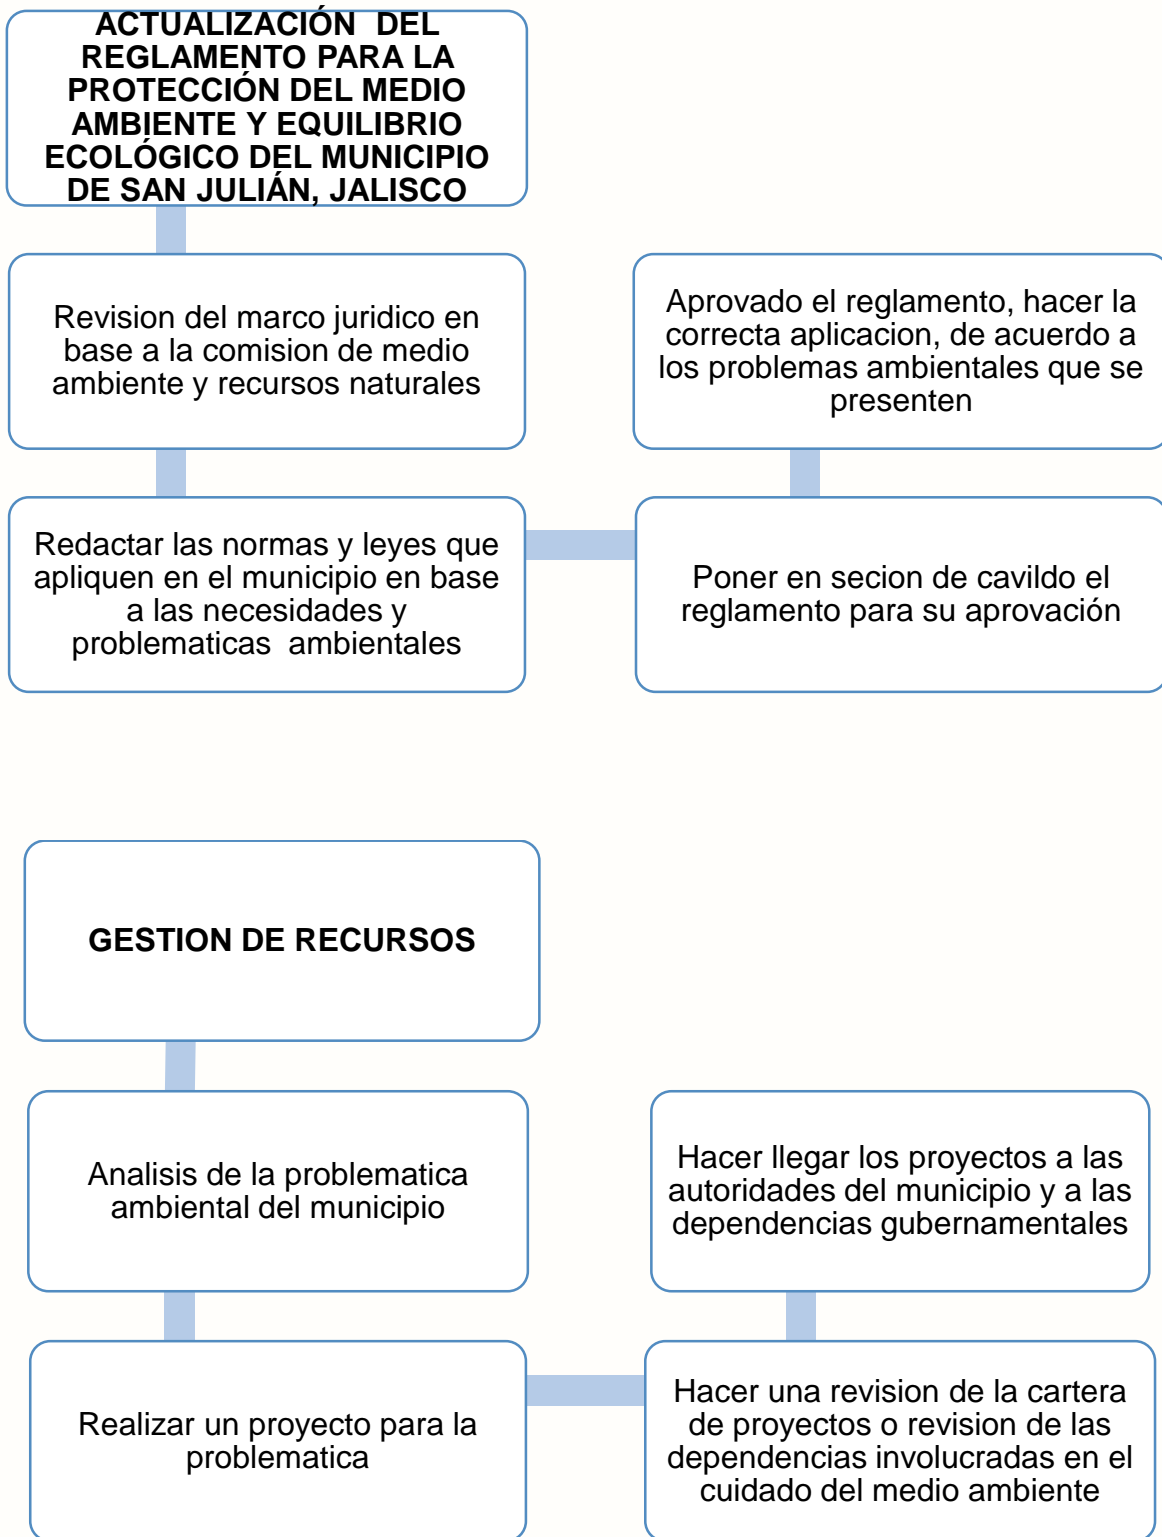 ACTUALIZACIÓN DEL
REGLAMENTO PARA LA
PROTECCIÓN DEL MEDIO
AMBIENTE Y EQUILIBRIO
ECOLÓGICO DEL MUNICIPIO
DE SAN JULIÁN, JALISCO
Revision del marco juridico en
base a la comision de medio
ambiente y recursos naturales
Redactar las normas y leyes que
apliquen en el municipio en base
a las necesidades y
problematicas ambientales
Poner en secion de cavildo el
reglamento para su aprovación
Aprovado el reglamento, hacer la
correcta aplicacion, de acuerdo a
los problemas ambientales que se
presenten
GESTION DE RECURSOS
Analisis de la problematica
ambiental del municipio
Realizar un proyecto para la
problematica
Hacer una revision de la cartera
de proyectos o revision de las
dependencias involucradas en el
cuidado del medio ambiente
Hacer llegar los proyectos a las
autoridades del municipio y a las
dependencias gubernamentales